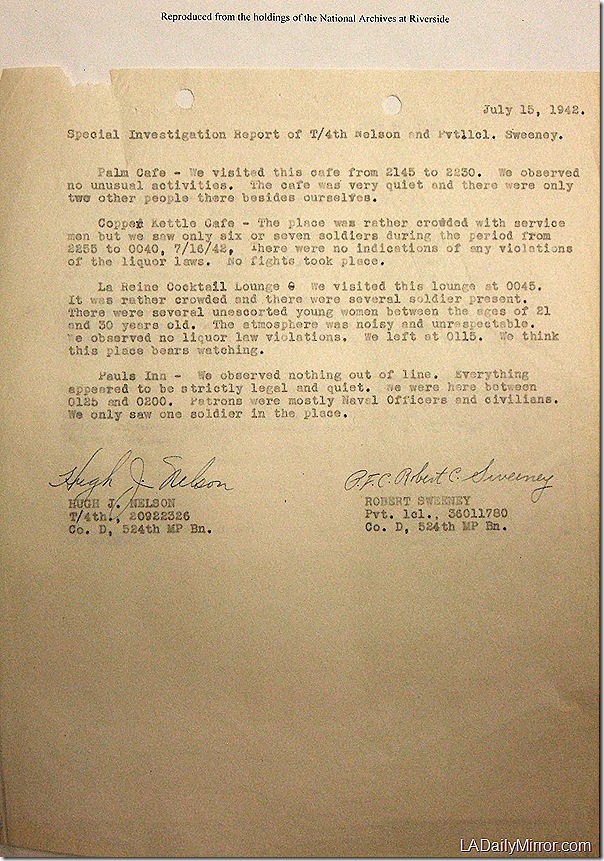 Reproduced from the holdings of the National Archives at Riverside
July 15, 1942.
Special Investigation Report of T/4th Nelson and Pvtllcl. Sweeney.
Palm Cafe - We visited this cafe from 2145 to 2230. We observed
no unusual activities. The cafe was very quiet and there were only
two other people there besides ourselves.
Copper Kettle Cafe - The place was rather crowded with service
men but we saw only six or seven soldiers during the period from
2255 to 0040, 7/16/42, There were no indications of any violations
of the liquor laws. No fights took place.
La Reine Cocktail Lounge 6 We visited this lounge at 0045.
It was rather crowded and there were several soldier present.
There were several unescorted young women between the ages of 21
and 30 years old. The atmosphere was noisy and unrespectable.
We observed no liquor law violations. We left at 0115. We think
this place bears watching.
Pauls Inn - We observed nothing out of line. Everything
appeared to be strictly legal and quiet. We were here between
0125 and 0200. Patrons were mostly Naval Officers and civilians.
We only saw one soldier in the place.
Hugh J. Nelson P.F.C. Robert C. Sweeney
HUGH J. NELSON ROBERT SWEENEY
T/4th., 20922326 Pvt. 1cl., 36011780
Co. D, 524th MP Bn. Co. D, 524th MP Bn.
LADailyMirror.com